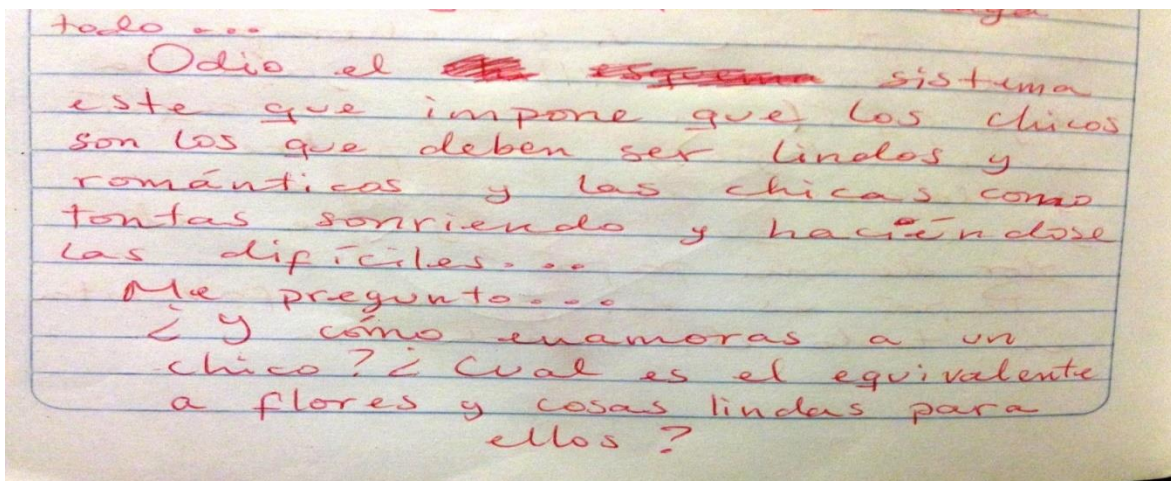 todo...
Odio el sistema
este que impone que los chicos
son los que deben ser lindos y
románticos y las chicas como
tontas sonriendo y haciéndose
las difíciles...
Me pregunto...
¿Y cómo enamoras a un
chico? ¿Cual es el equivalente
a flores y cosas lindas para
ellos?